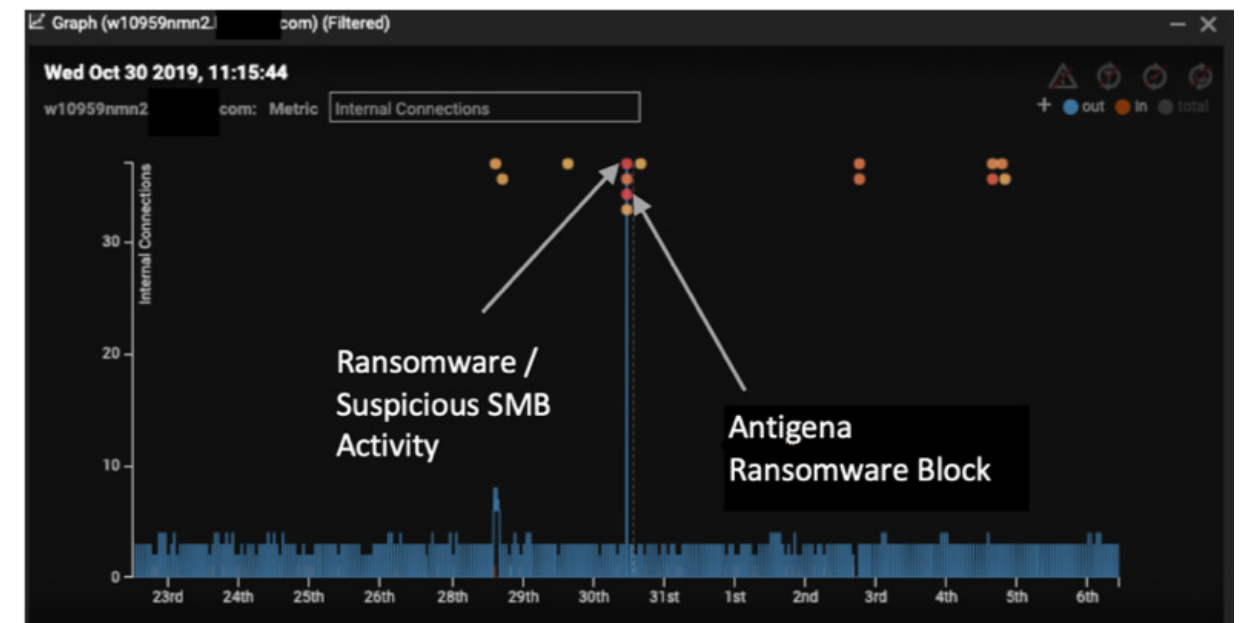 Graph (w10959nmn2. com) (Filtered)
Wed Oct 30 2019, 11:15:44
w10959nmn2 com: Metric Internal Connections
+ out in total
Internal Connections
30
20
10
0
Ransomware /
Suspicious SMB
Activity
Antigena
Ransomware Block
23rd 24th 25th 26th 28th 29th 30th 31st 1st 2nd 3rd 4th 5th 6th